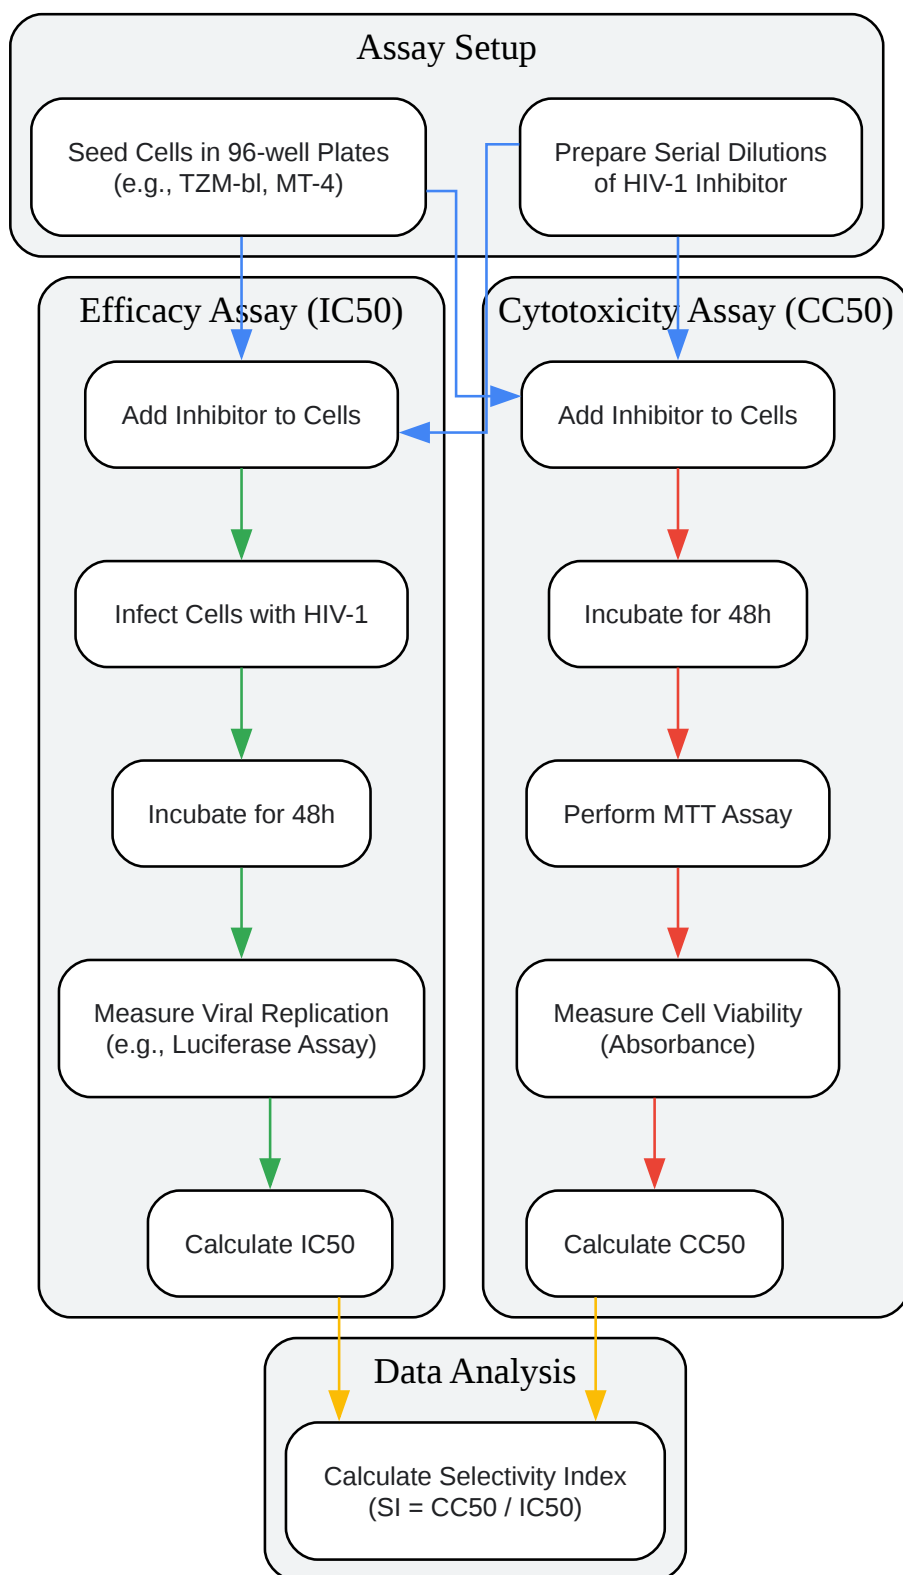 Assay Setup
Seed Cells in 96-well Plates
(e.g., TZM-bl, MT-4)
Prepare Serial Dilutions
of HIV-1 Inhibitor
Efficacy Assay (IC50)
Add Inhibitor to Cells
Infect Cells with HIV-1
Incubate for 48h
Measure Viral Replication
(e.g., Luciferase Assay)
Calculate IC50
Cytotoxicity Assay (CC50)
Add Inhibitor to Cells
Incubate for 48h
Perform MTT Assay
Measure Cell Viability
(Absorbance)
Calculate CC50
Data Analysis
Calculate Selectivity Index
(SI = CC50 / IC50)